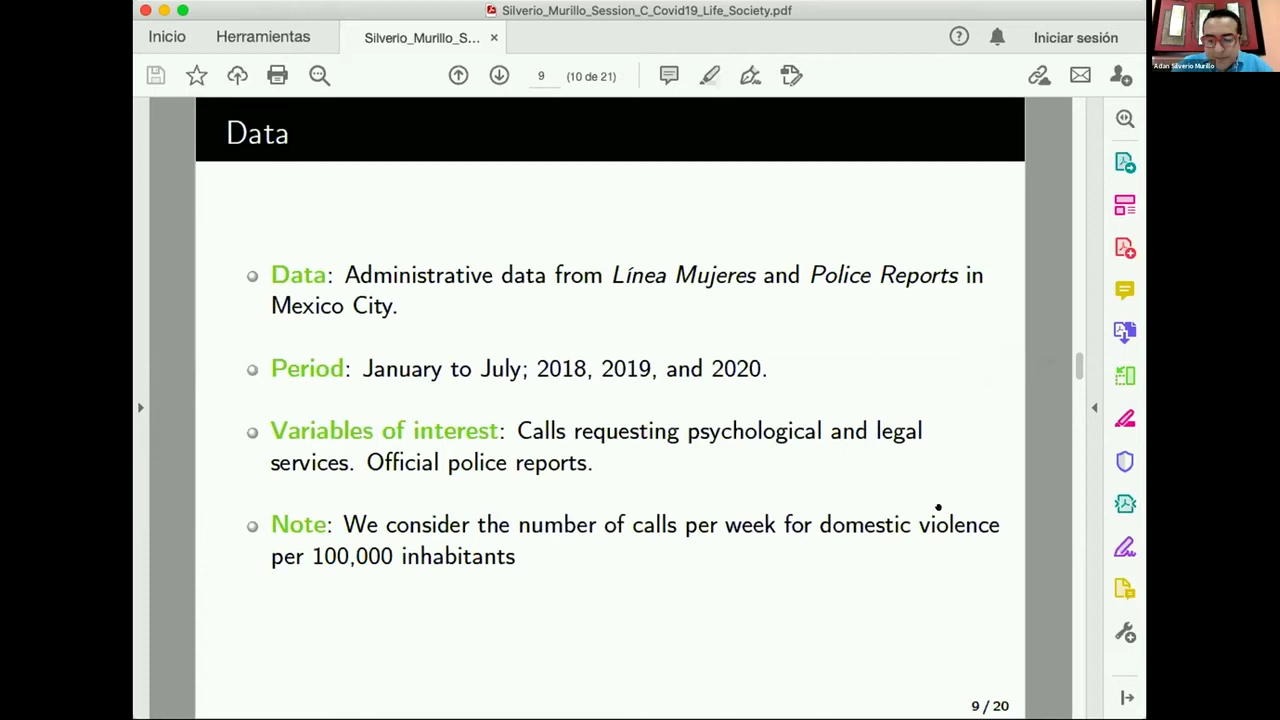 Silverio_Murillo_Session_C_Covid19_Life_Society.pdf
Inicio
Herramientas
Silverio_Murillo_S...
Iniciar sesión
9
(10 de 21)
Adan Silverio Murillo
Data
Data: Administrative data from Línea Mujeres and Police Reports in
Mexico City.
Period: January to July; 2018, 2019, and 2020.
Variables of interest: Calls requesting psychological and legal
services. Official police reports.
Note: We consider the number of calls per week for domestic violence
per 100,000 inhabitants
9 / 20